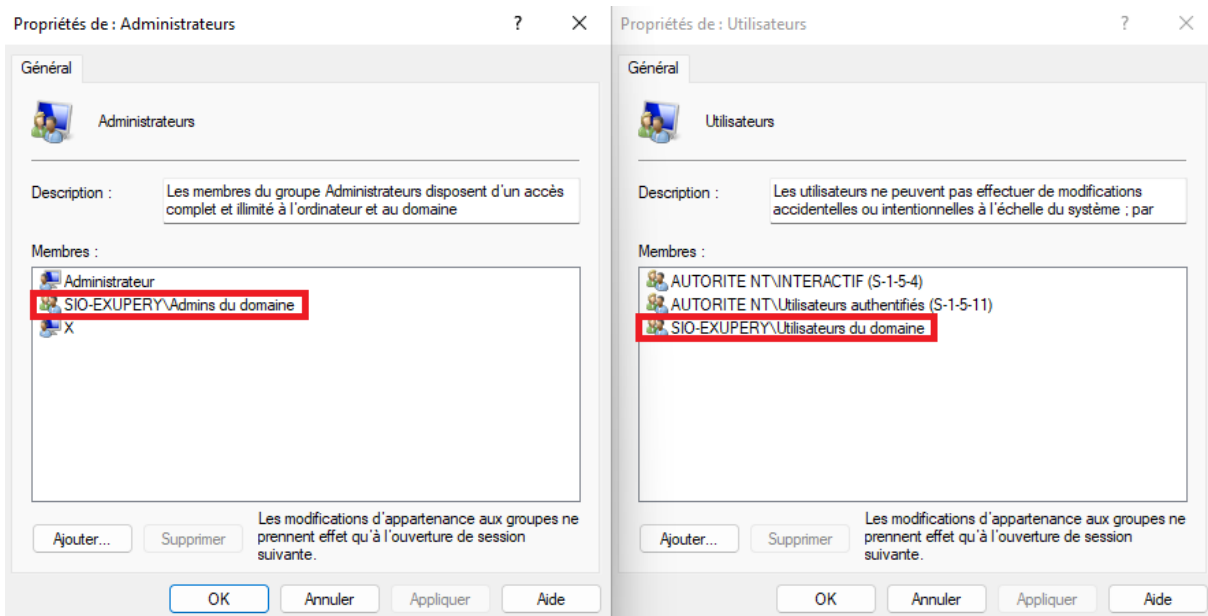 Propriétés de : Administrateurs
?
Général
Administrateurs
Description :
Les membres du groupe Administrateurs disposent d'un accès
complet et illimité à l'ordinateur et au domaine
Membres :
Administrateur
SIO-EXUPERY\Admins du domaine
X
Ajouter...
Supprimer
Les modifications d'appartenance aux groupes ne
prennent effet qu'à l'ouverture de session
suivante.
OK
Annuler
Appliquer
Aide
Propriétés de : Utilisateurs
?
Général
Utilisateurs
Description :
Les utilisateurs ne peuvent pas effectuer de modifications
accidentelles ou intentionnelles à l'échelle du système ; par
Membres :
AUTORITE NT\INTERACTIF (S-1-5-4)
AUTORITE NT\Utilisateurs authentifiés (S-1-5-11)
SIO-EXUPERY\Utilisateurs du domaine
Ajouter...
Supprimer
Les modifications d'appartenance aux groupes ne
prennent effet qu'à l'ouverture de session
suivante.
OK
Annuler
Appliquer
Aide